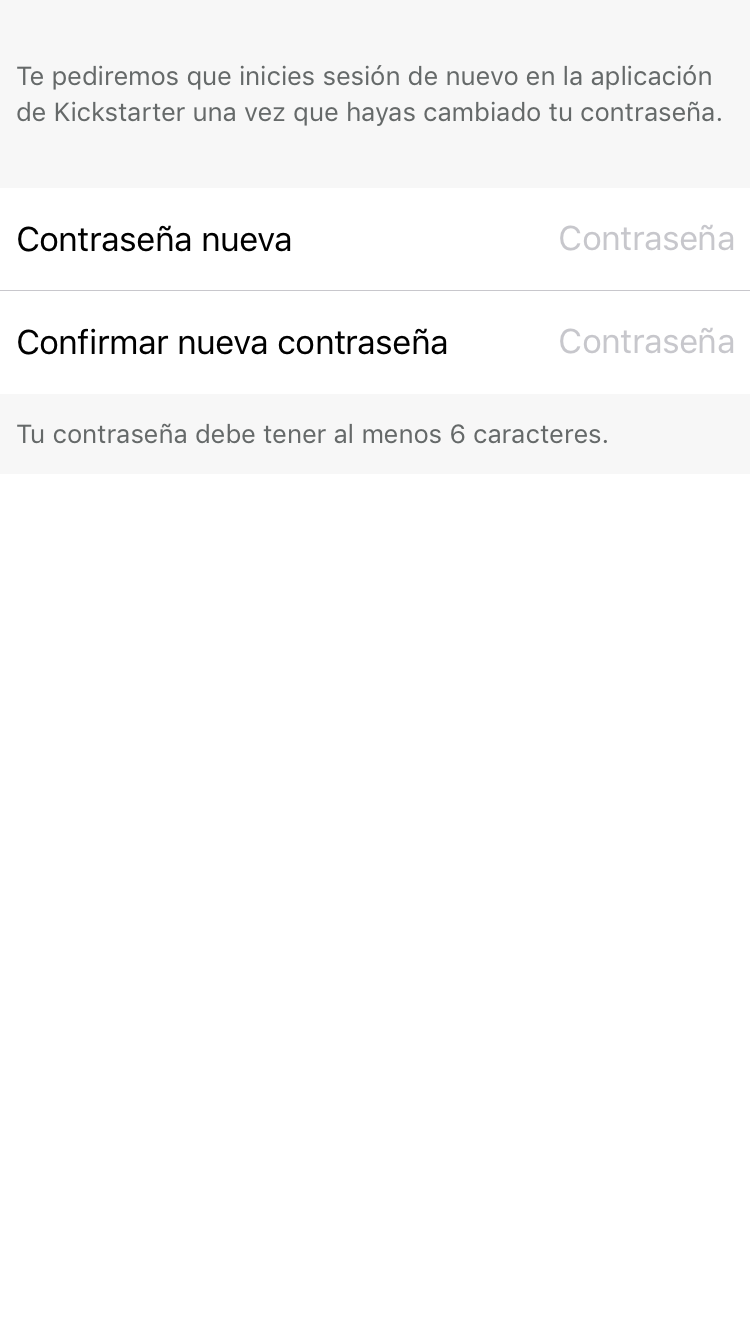 Te pediremos que inicies sesión de nuevo en la aplicación
de Kickstarter una vez que hayas cambiado tu contraseña.
Contraseña nueva Contraseña
Confirmar nueva contraseña Contraseña
Tu contraseña debe tener al menos 6 caracteres.